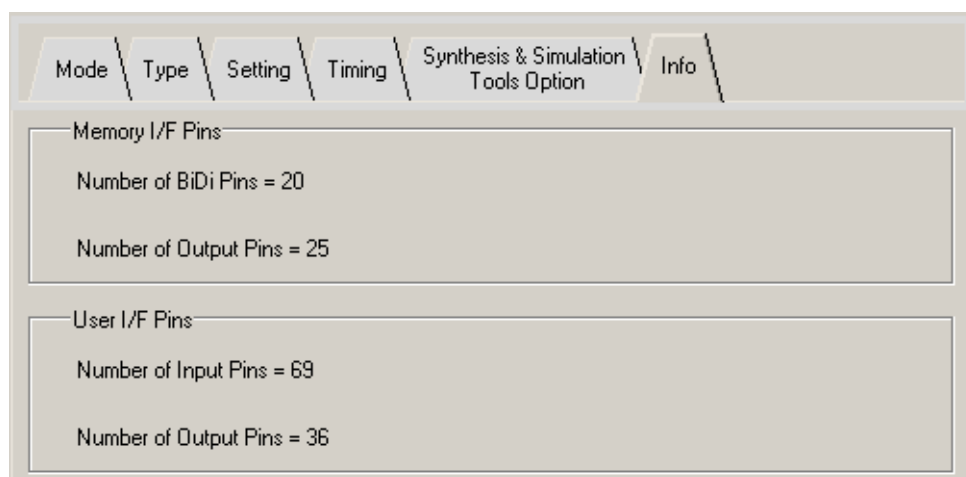 Mode Type Setting Timing Synthesis & Simulation Tools Option Info
Memory I/F Pins
Number of BiDi Pins = 20
Number of Output Pins = 25
User I/F Pins
Number of Input Pins = 69
Number of Output Pins = 36